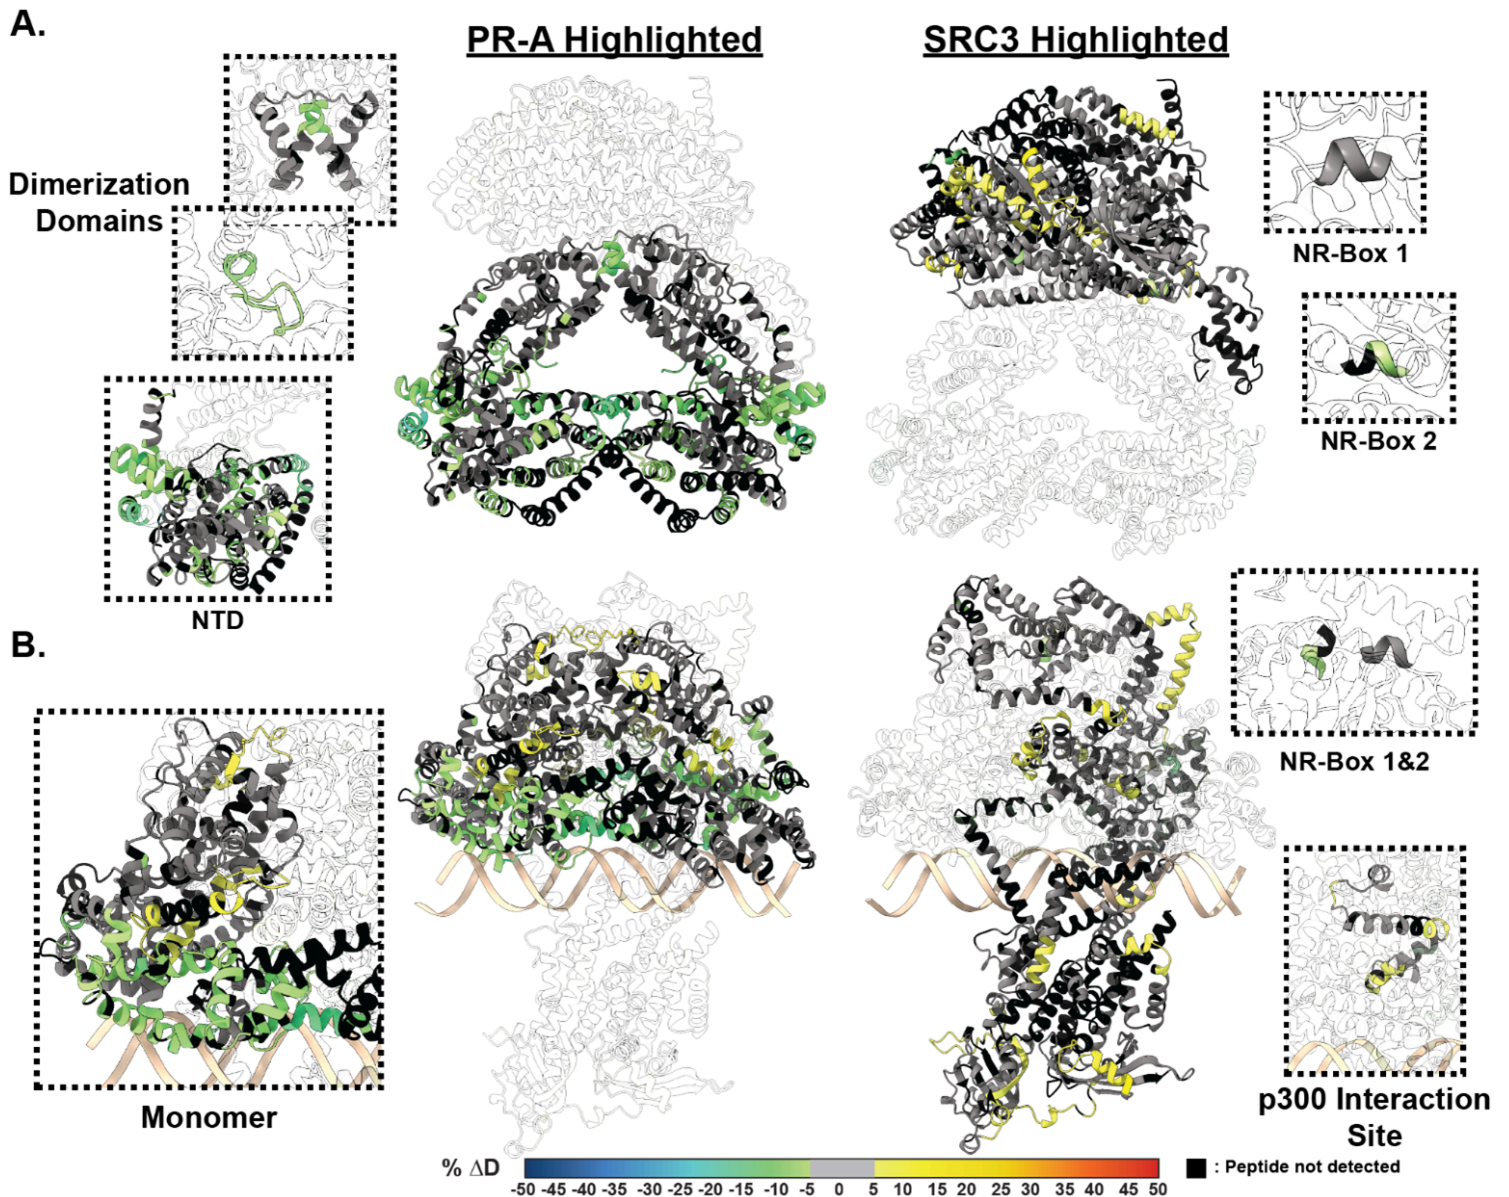 A.
PR-A Highlighted
SRC3 Highlighted
Dimerization
Domains
NTD
NR-Box 1
NR-Box 2
B.
Monomer
NR-Box 1&2
p300 Interaction
Site
% ΔD
-50 -45 -40 -35 -30 -25 -20 -15 -10 -5 0 5 10 15 20 25 30 35 40 45 50
: Peptide not detected